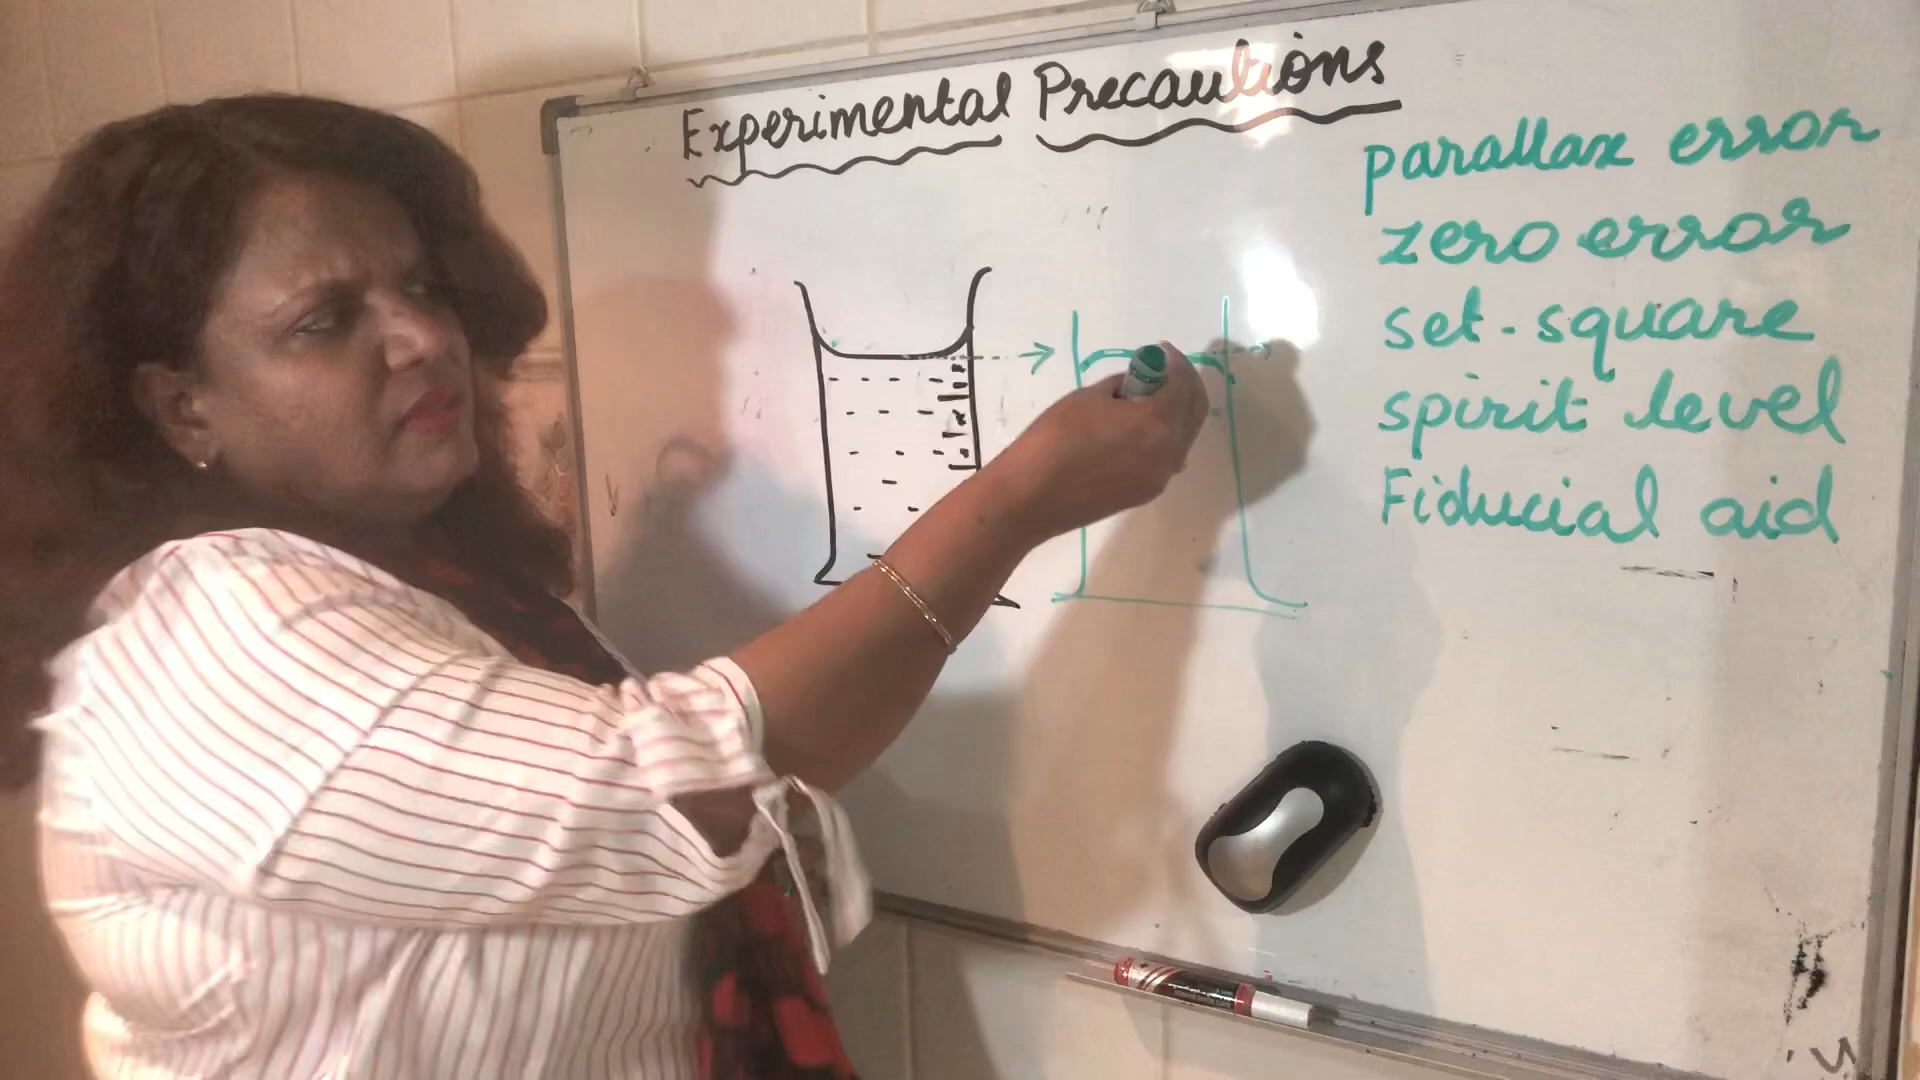 Experimental Precautions
parallax error
zero error
set-square
spirit level
Fiducial aid